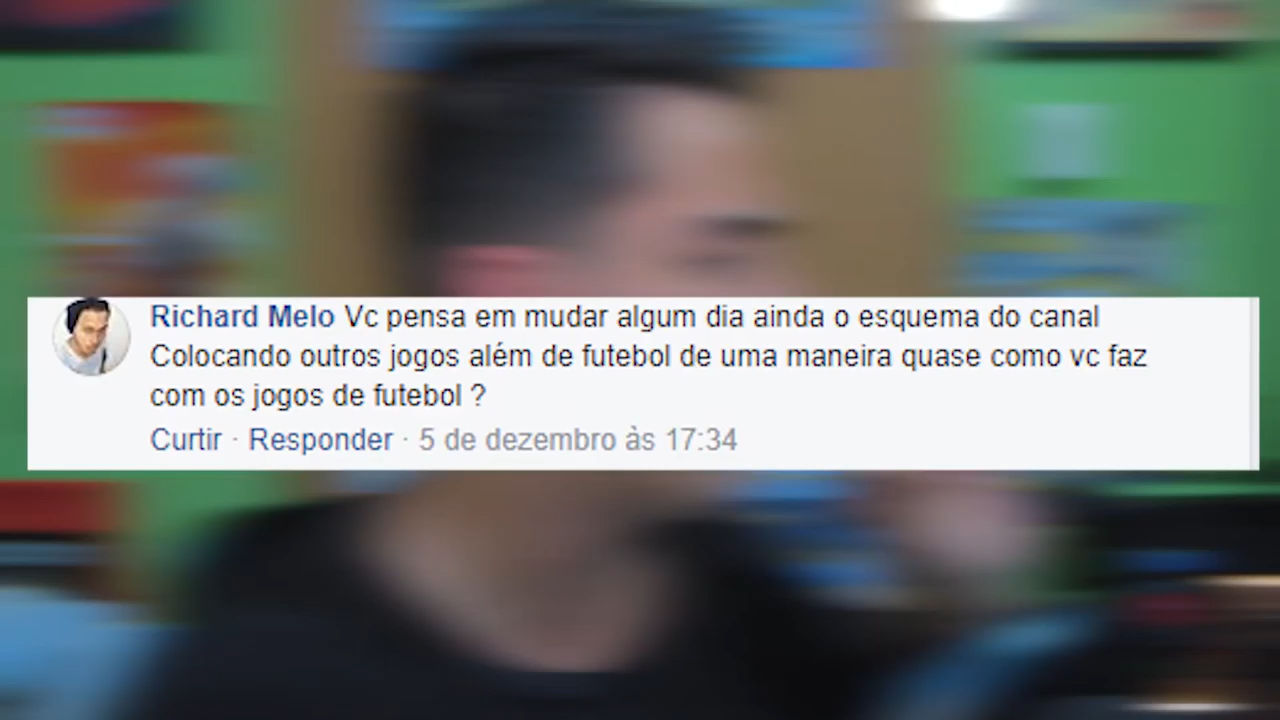 Richard Melo Vc pensa em mudar algum dia ainda o esquema do canal
Colocando outros jogos além de futebol de uma maneira quase como vc faz
com os jogos de futebol ?
Curtir · Responder · 5 de dezembro às 17:34